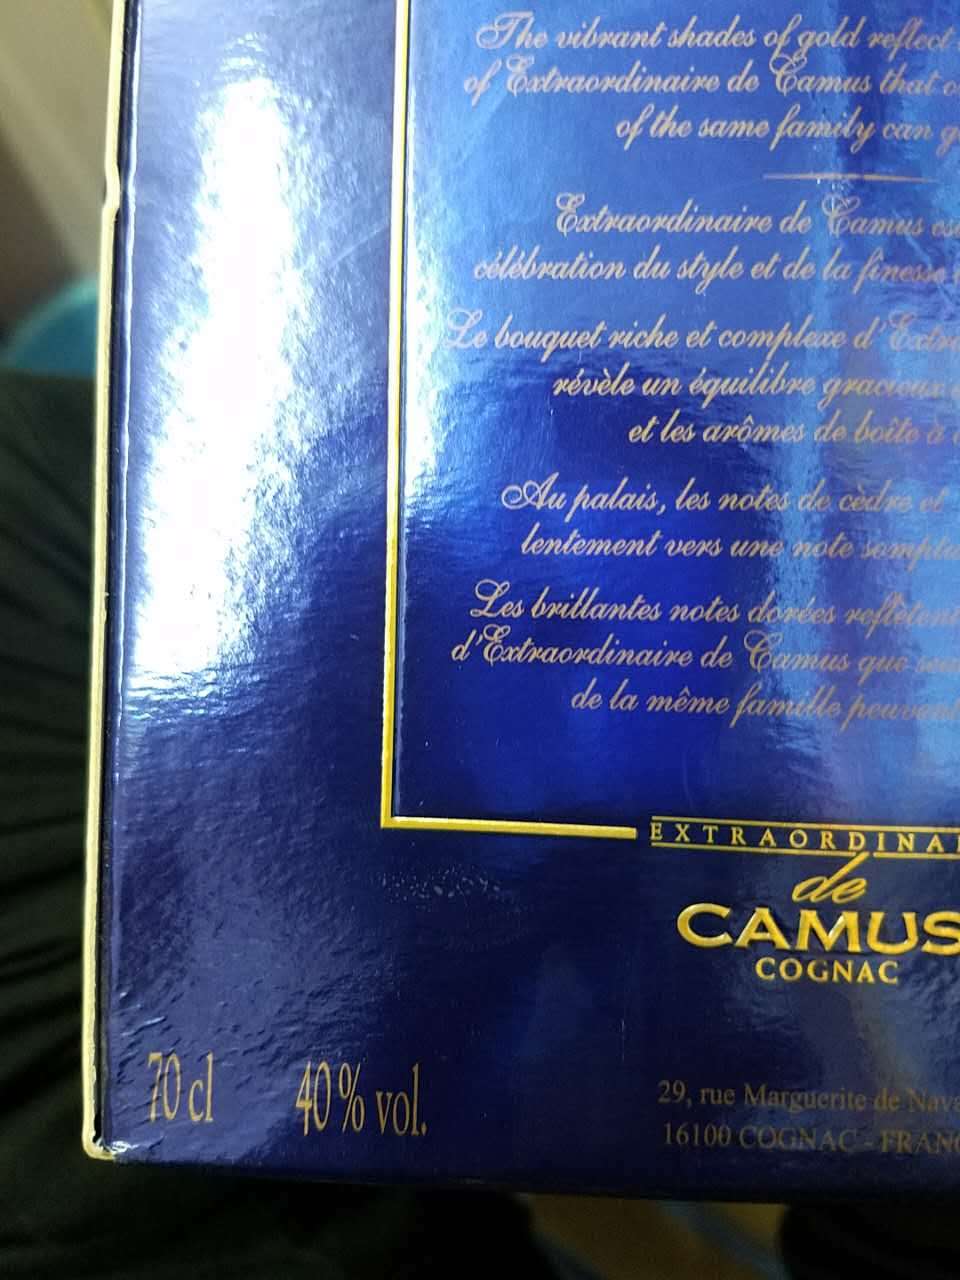 The vibrant shades of gold reflect
of Extraordinaire de Camus that
of the same family can
Extraordinaire de Camus
célébration du style et de la finesse
Le bouquet riche et complexe d'
révèle un équilibre gracieux
et les arômes de boîte à
Au palais, les notes de cèdre et
lentement vers une note
Les brillantes notes dorées
d'Extraordinaire de Camus que
de la même famille
EXTRAORDINAI
de
CAMUS
COGNAC
70 cl 40% vol.
29, rue Marguerite de
16100 COGNAC - FRANC